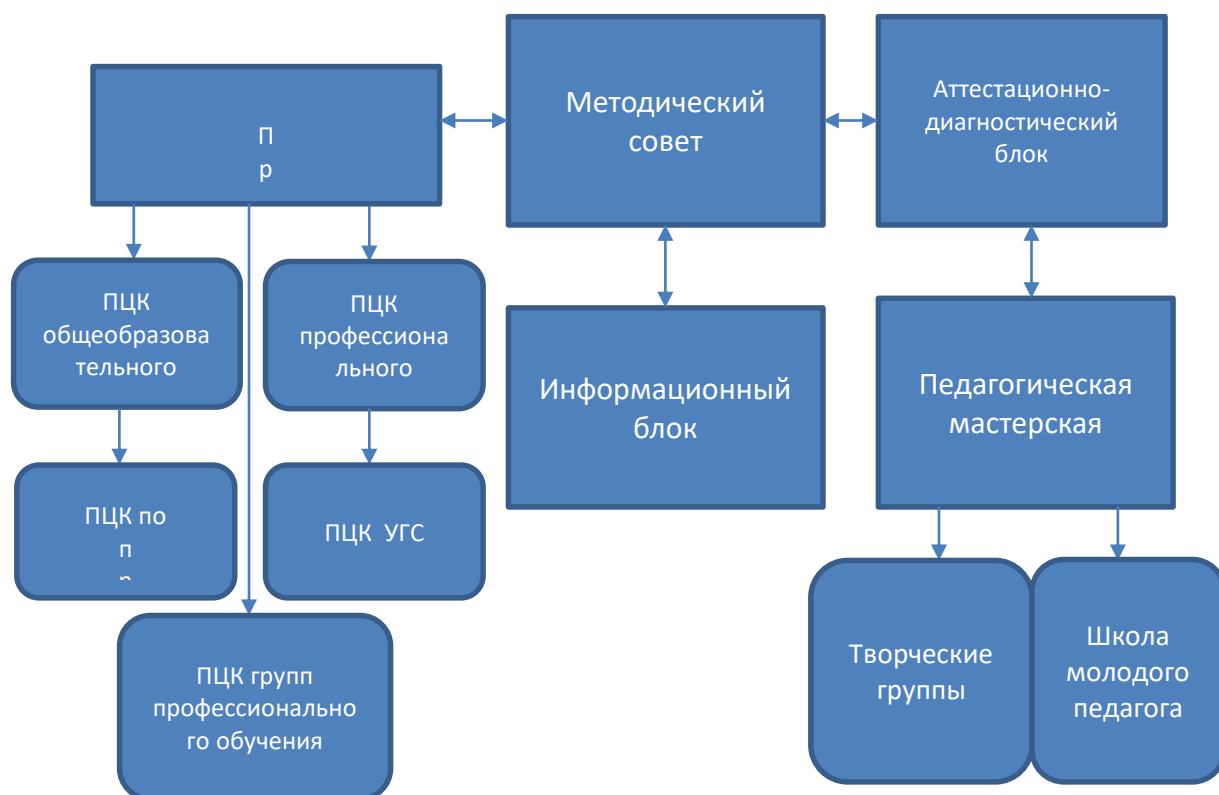 П
р
Методический
совет
Аттестационно-
диагностический
блок
ПЦК
общеобразова
тельного
ПЦК
профессиона
льного
Информационный
блок
Педагогическая
мастерская
ПЦК по
п
ПЦК УГС
ПЦК групп
профессионально
го обучения
Творческие
группы
Школа
молодого
педагога